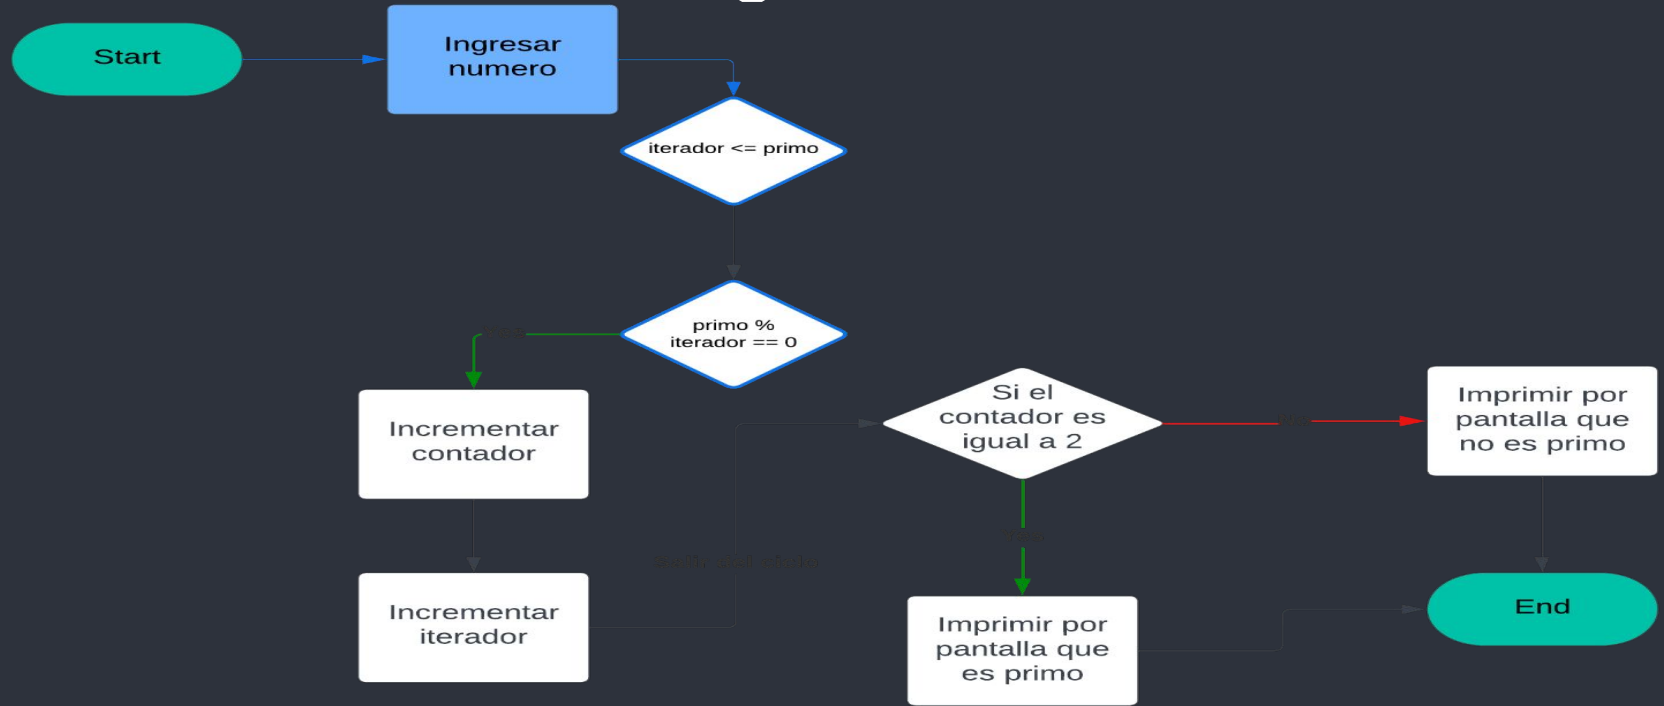 Start
Ingresar
numero
iterador <= primo
primo %
iterador == 0
Incrementar
contador
Si el
contador es
igual a 2
Imprimir por
pantalla que
no es primo
Incrementar
iterador
Imprimir por
pantalla que
es primo
End